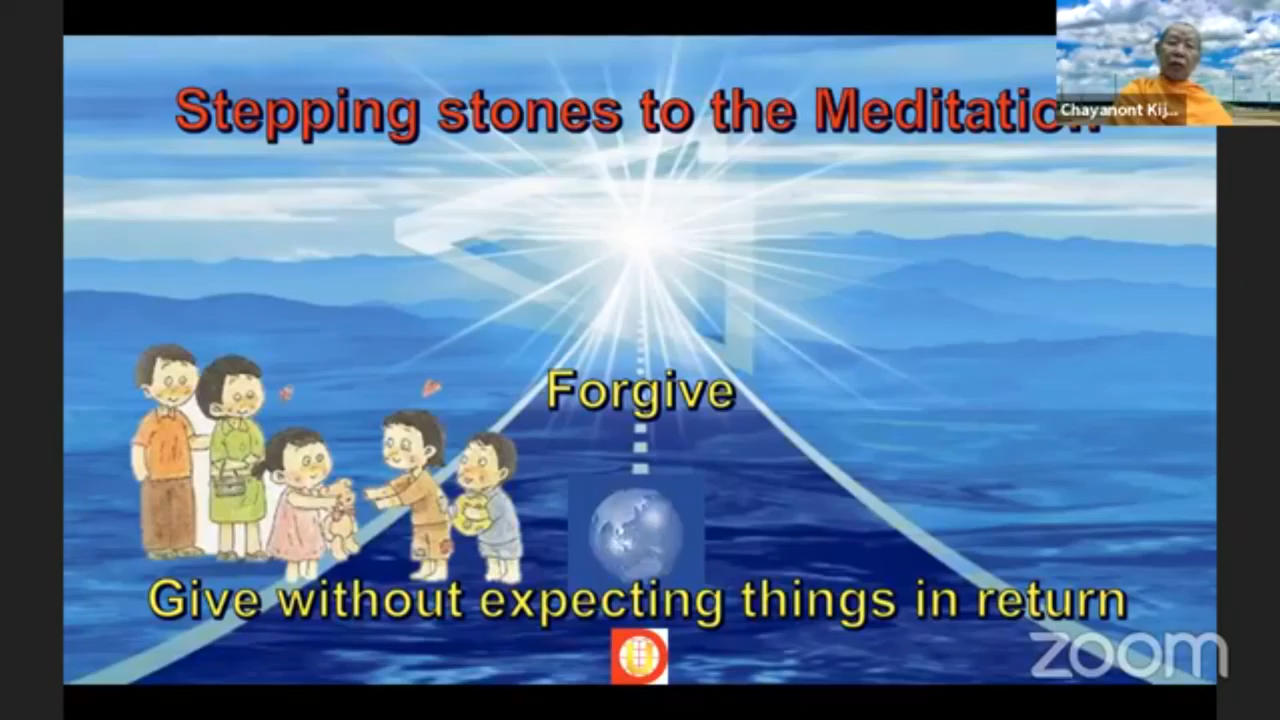 Stepping stones to the Meditation
Chayanont Kij...
Forgive
Give without expecting things in return
zoom